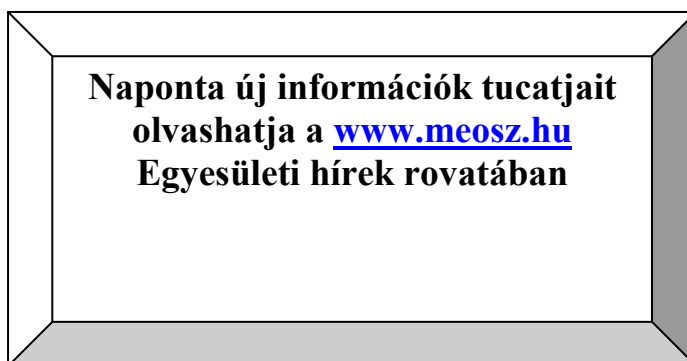 Naponta új információk tucatjait
olvashatja a www.meosz.hu
Egyesületi hírek rovatában